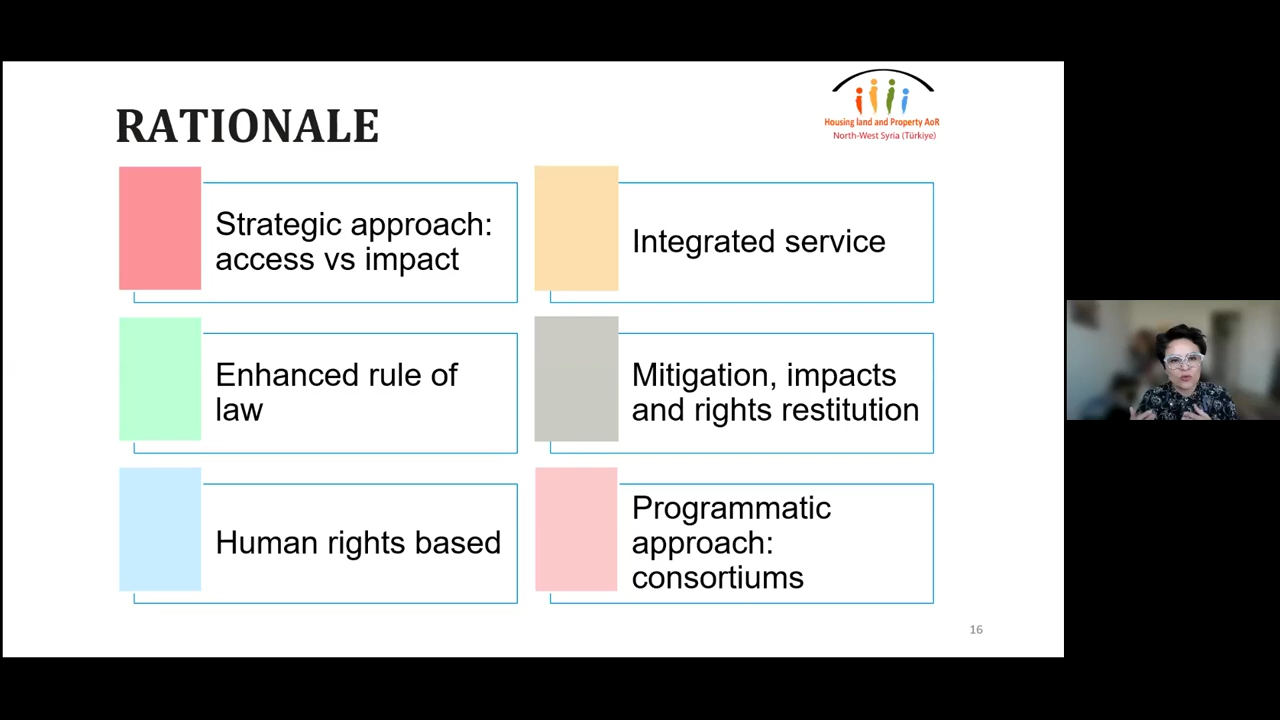 RATIONALE
Housing land and Property AoR
North-West Syria (Türkiye)
Strategic approach:
access vs impact
Integrated service
Enhanced rule of
law
Mitigation, impacts
and rights restitution
Human rights based
Programmatic
approach:
consortiums
16